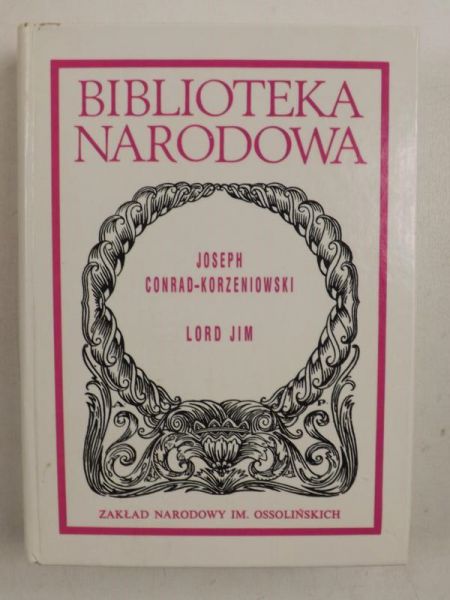 BIBLIOTEKA
NARODOWA
JOSEPH
CONRAD-KORZENIOWSKI
LORD JIM
ZAKŁAD NARODOWY IM. OSSOLIŃSKICH